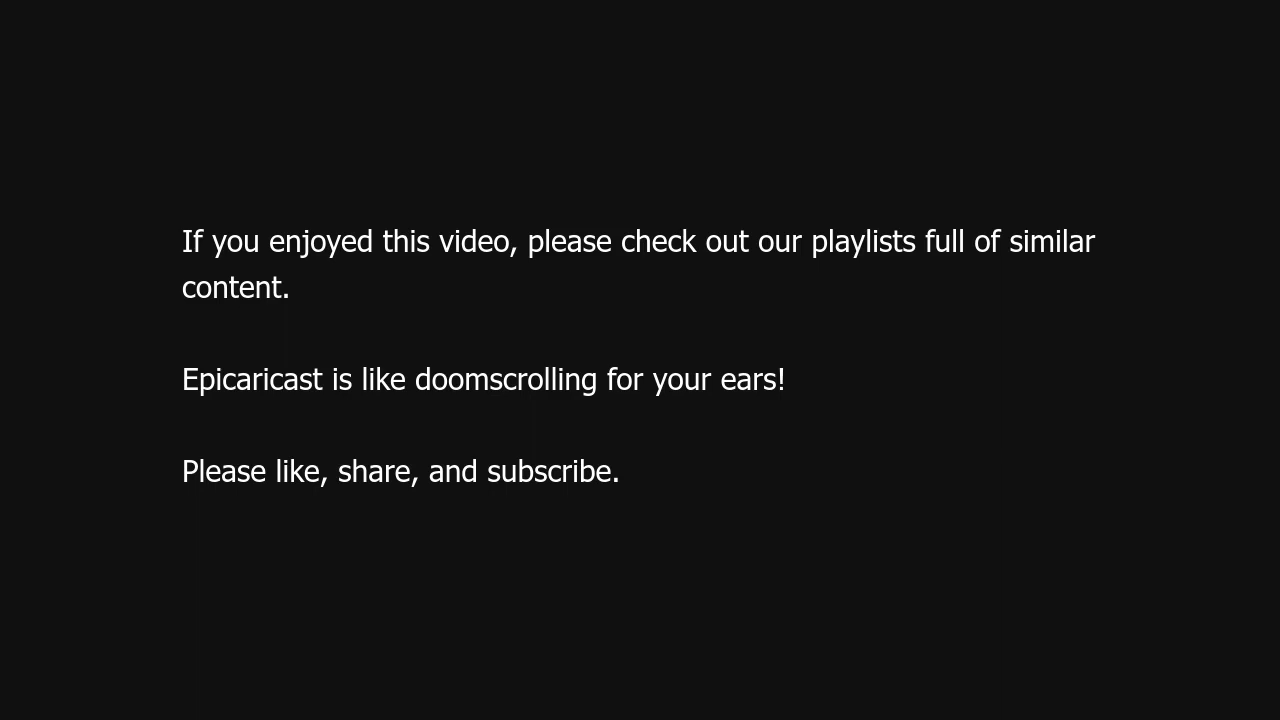 If you enjoyed this video, please check out our playlists full of similar
content.
Epicaricast is like doomscrolling for your ears!
Please like, share, and subscribe.